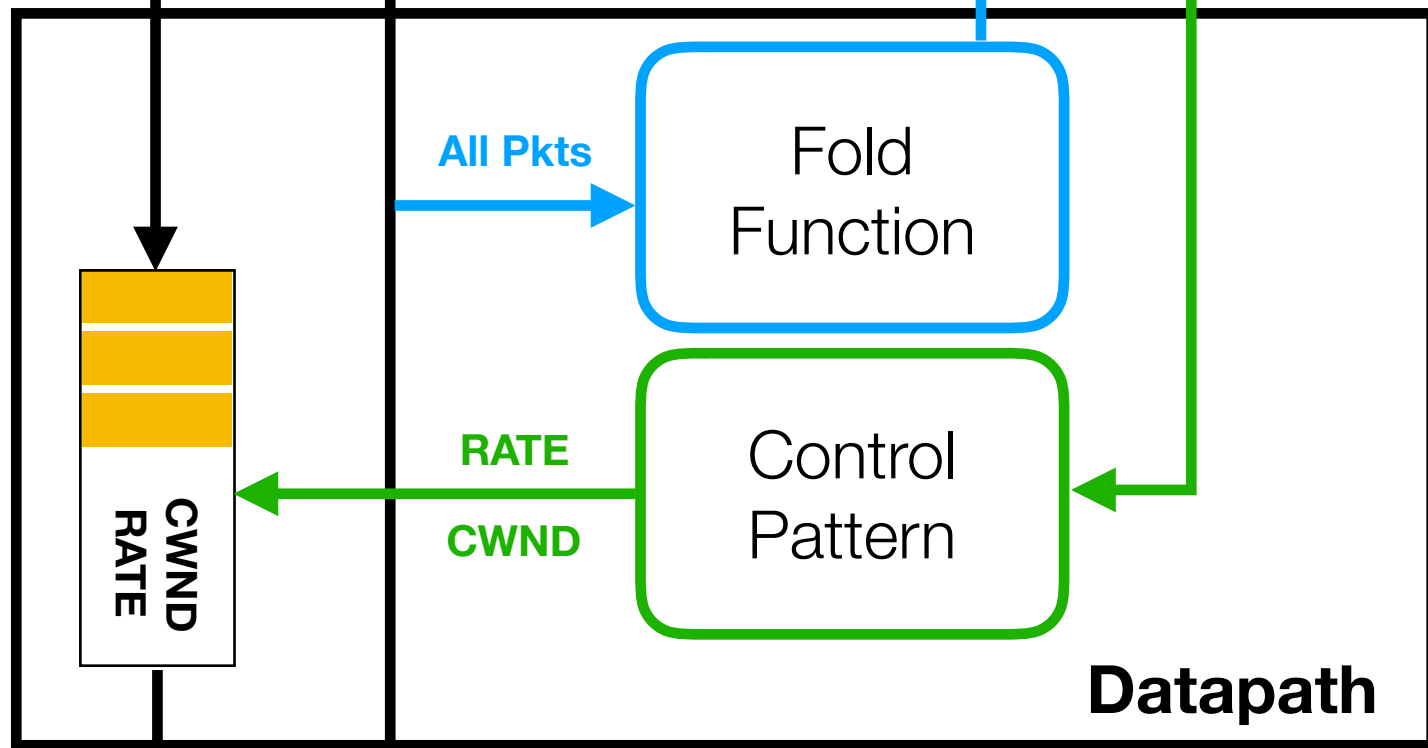 All Pkts
Fold
Function
RATE
CWND
Control
Pattern
CWND
RATE
Datapath